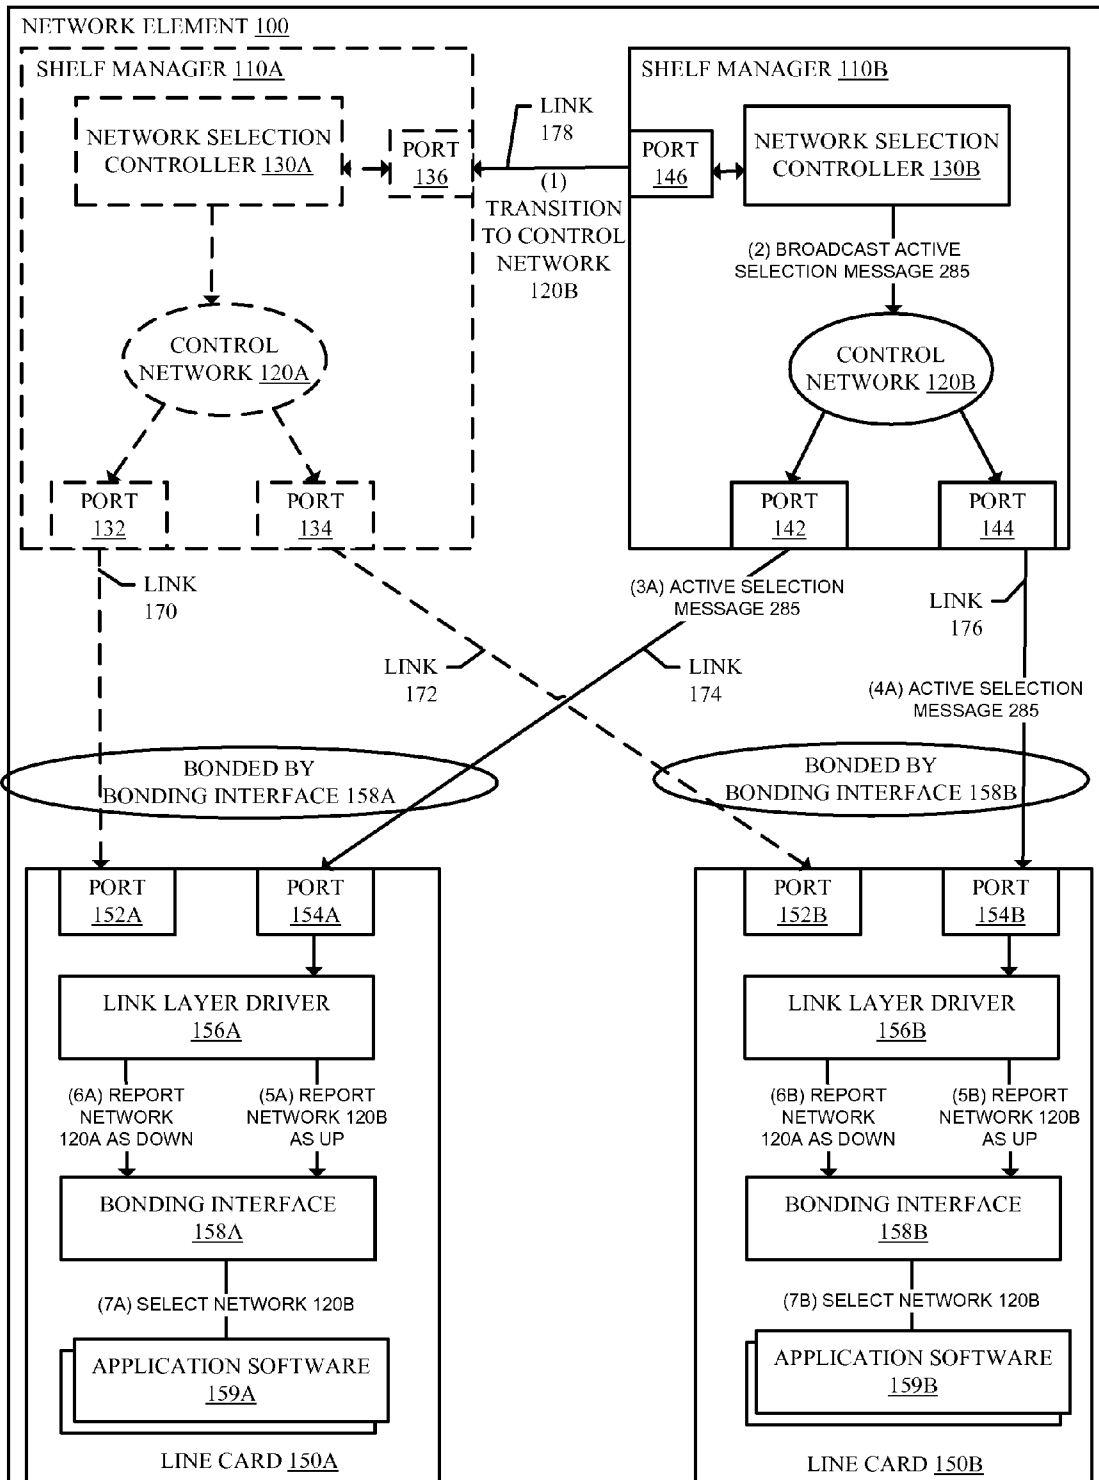 NETWORK ELEMENT 100
SHELF MANAGER 110A
NETWORK SELECTION
CONTROLLER 130A
PORT
136
LINK
178
(1)
TRANSITION
TO CONTROL
NETWORK
120B
SHELF MANAGER 110B
PORT
146
NETWORK SELECTION
CONTROLLER 130B
(2) BROADCAST ACTIVE
SELECTION MESSAGE 285
CONTROL
NETWORK 120A
CONTROL
NETWORK 120B
PORT
132
PORT
134
PORT
142
PORT
144
LINK
170
(3A) ACTIVE SELECTION
MESSAGE 285
LINK
176
LINK
172
LINK
174
(4A) ACTIVE SELECTION
MESSAGE 285
BONDED BY
BONDING INTERFACE 158A
BONDED BY
BONDING INTERFACE 158B
PORT
152A
PORT
154A
PORT
152B
PORT
154B
LINK LAYER DRIVER
156A
LINK LAYER DRIVER
156B
(6A) REPORT
NETWORK
120A AS DOWN
(5A) REPORT
NETWORK 120B
AS UP
(6B) REPORT
NETWORK
120A AS DOWN
(5B) REPORT
NETWORK 120B
AS UP
BONDING INTERFACE
158A
BONDING INTERFACE
158B
(7A) SELECT NETWORK 120B
(7B) SELECT NETWORK 120B
APPLICATION SOFTWARE
159A
APPLICATION SOFTWARE
159B
LINE CARD 150A
LINE CARD 150B